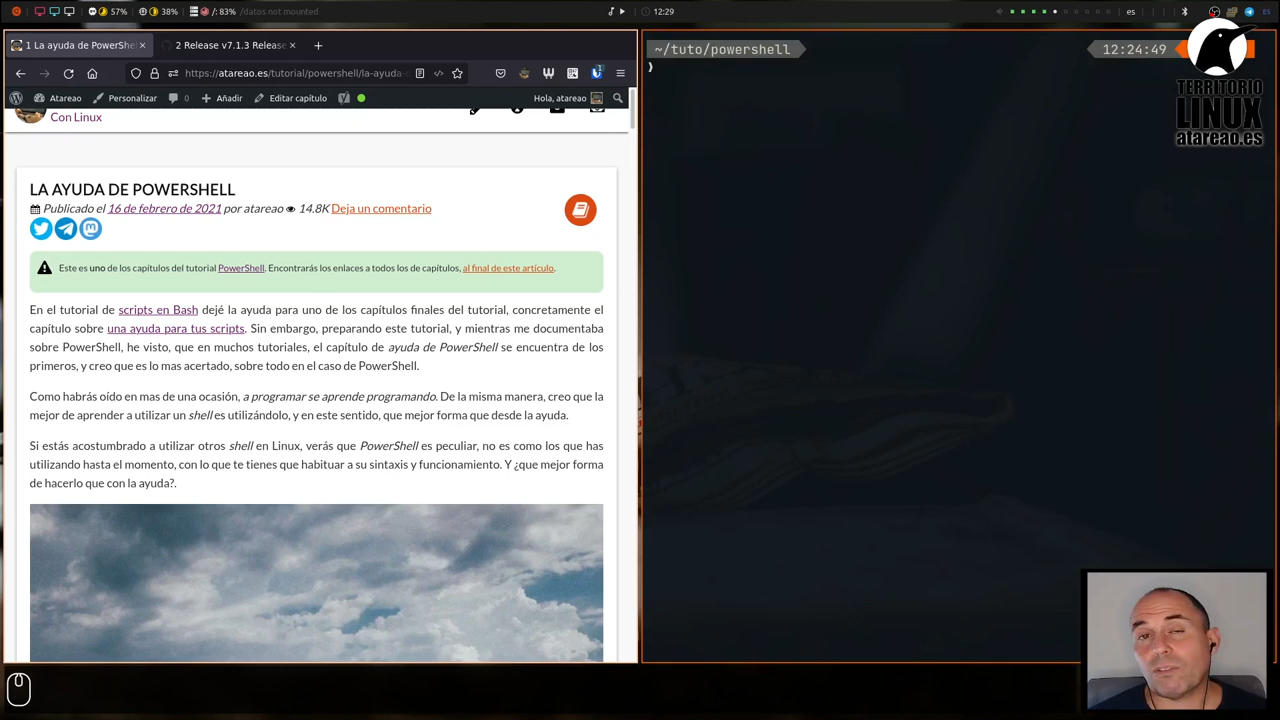 57% 38% /: 83% /datos not mounted 12:29 es ES
1 La ayuda de PowerShe
2 Release v7.1.3 Release
https://atareao.es/tutorial/powershell/la-ayuda-
Atareao Personalizar 0 Añadir Editar capítulo Hola, atareao
Con Linux
LA AYUDA DE POWERSHELL
Publicado el 16 de febrero de 2021 por atareao 14.8K Deja un comentario
Este es uno de los capítulos del tutorial PowerShell. Encontrarás los enlaces a todos los de capítulos, al final de este artículo.
En el tutorial de scripts en Bash dejé la ayuda para uno de los capítulos finales del tutorial, concretamente el
capítulo sobre una ayuda para tus scripts. Sin embargo, preparando este tutorial, y mientras me documentaba
sobre PowerShell, he visto, que en muchos tutoriales, el capítulo de ayuda de PowerShell se encuentra de los
primeros, y creo que es lo mas acertado, sobre todo en el caso de PowerShell.
Como habrás oído en mas de una ocasión, a programar se aprende programando. De la misma manera, creo que la
mejor de aprender a utilizar un shell es utilizándolo, y en este sentido, que mejor forma que desde la ayuda.
Si estás acostumbrado a utilizar otros shell en Linux, verás que PowerShell es peculiar, no es como los que has
utilizando hasta el momento, con lo que te tienes que habituar a su sintaxis y funcionamiento. Y ¿que mejor forma
de hacerlo que con la ayuda?.
~/tuto/powershell 12:24:49
TERRITORIO
LINUX
atareao.es